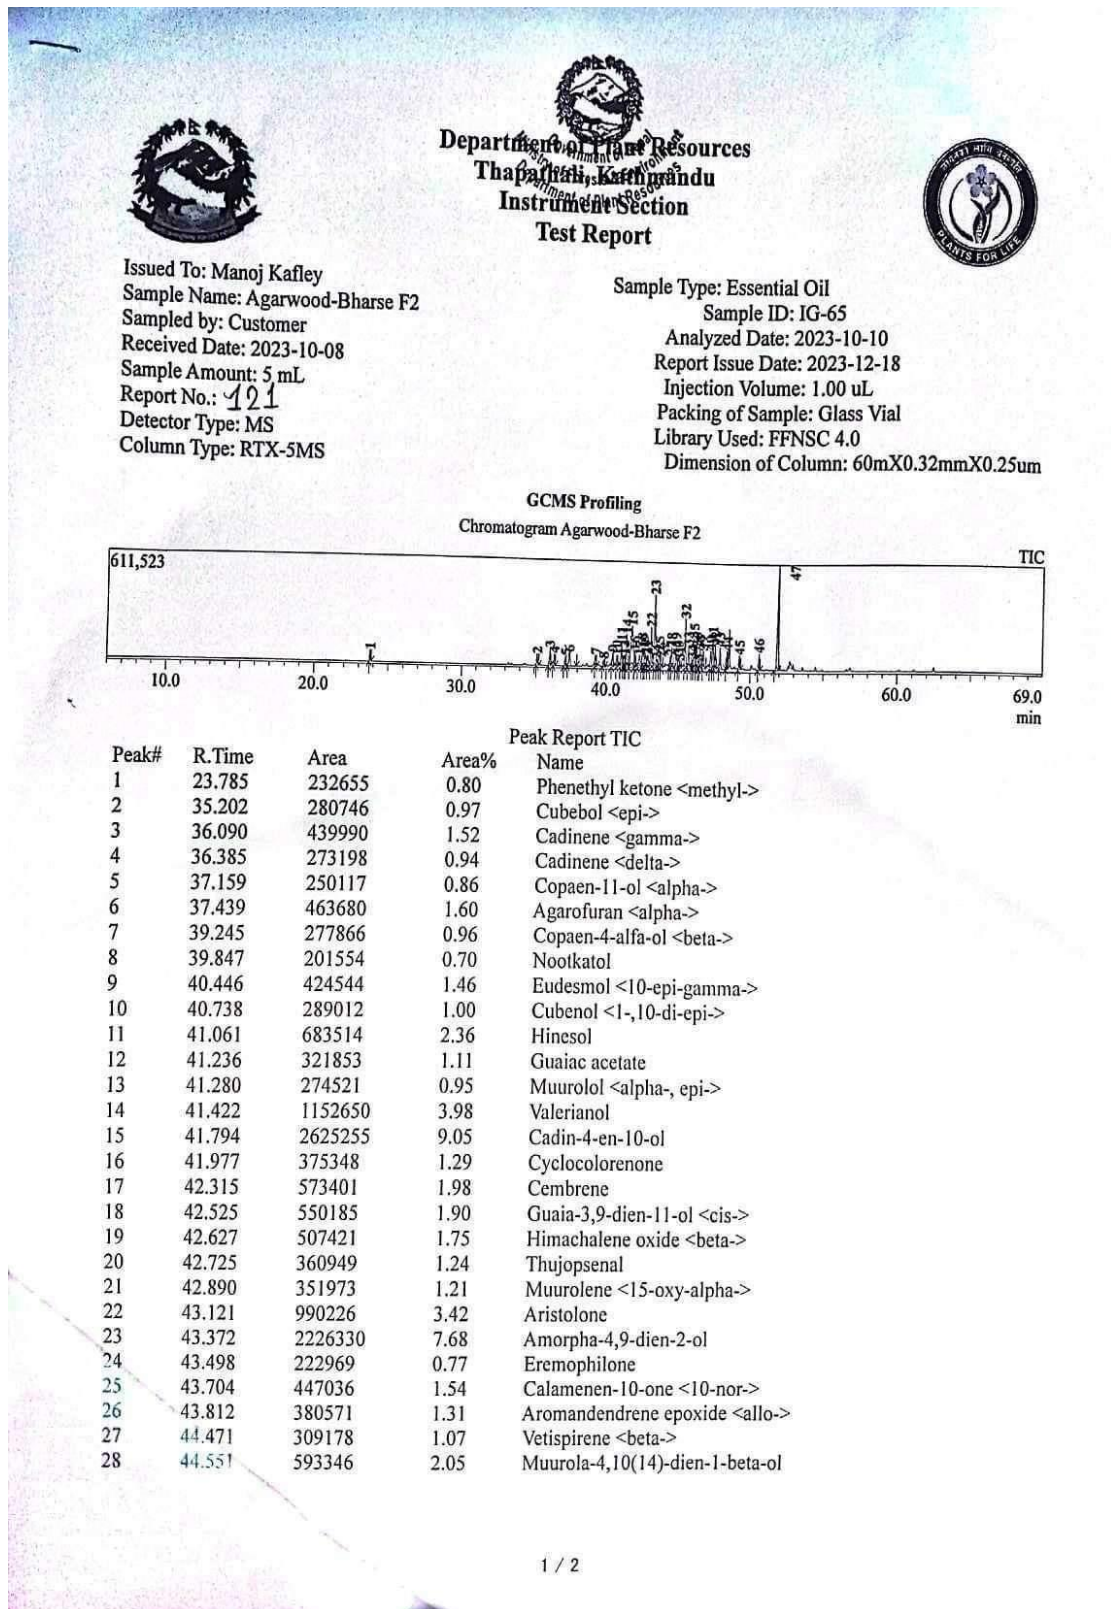 Department of Plant Resources
Thapathali, Kathmandu
Instrument Section
Test Report
PLANTS FOR LIFE
Issued To: Manoj Kafley
Sample Name: Agarwood-Bharse F2
Sampled by: Customer
Received Date: 2023-10-08
Sample Amount: 5 mL
Report No.: 121
Detector Type: MS
Column Type: RTX-5MS
Sample Type: Essential Oil
Sample ID: IG-65
Analyzed Date: 2023-10-10
Report Issue Date: 2023-12-18
Injection Volume: 1.00 uL
Packing of Sample: Glass Vial
Library Used: FFNSC 4.0
Dimension of Column: 60mX0.32mmX0.25um
GCMS Profiling
Chromatogram Agarwood-Bharse F2
611,523 TIC
1 2 3 6 8 14 15 22 23 32 45 46 47
10.0 20.0 30.0 40.0 50.0 60.0 69.0
min
Peak Report TIC
Peak# R.Time Area Area% Name
1 23.785 232655 0.80 Phenethyl ketone <methyl->
2 35.202 280746 0.97 Cubebol <epi->
3 36.090 439990 1.52 Cadinene <gamma->
4 36.385 273198 0.94 Cadinene <delta->
5 37.159 250117 0.86 Copaen-11-ol <alpha->
6 37.439 463680 1.60 Agarofuran <alpha->
7 39.245 277866 0.96 Copaen-4-alfa-ol <beta->
8 39.847 201554 0.70 Nootkatol
9 40.446 424544 1.46 Eudesmol <10-epi-gamma->
10 40.738 289012 1.00 Cubenol <1-,10-di-epi->
11 41.061 683514 2.36 Hinesol
12 41.236 321853 1.11 Guaiac acetate
13 41.280 274521 0.95 Muurolol <alpha-, epi->
14 41.422 1152650 3.98 Valerianol
15 41.794 2625255 9.05 Cadin-4-en-10-ol
16 41.977 375348 1.29 Cyclocolorenone
17 42.315 573401 1.98 Cembrene
18 42.525 550185 1.90 Guaia-3,9-dien-11-ol <cis->
19 42.627 507421 1.75 Himachalene oxide <beta->
20 42.725 360949 1.24 Thujopsenal
21 42.890 351973 1.21 Muurolene <15-oxy-alpha->
22 43.121 990226 3.42 Aristolone
23 43.372 2226330 7.68 Amorpha-4,9-dien-2-ol
24 43.498 222969 0.77 Eremophilone
25 43.704 447036 1.54 Calamenen-10-one <10-nor->
26 43.812 380571 1.31 Aromandendrene epoxide <allo->
27 44.471 309178 1.07 Vetispirene <beta->
28 44.551 593346 2.05 Muurola-4,10(14)-dien-1-beta-ol
1 / 2